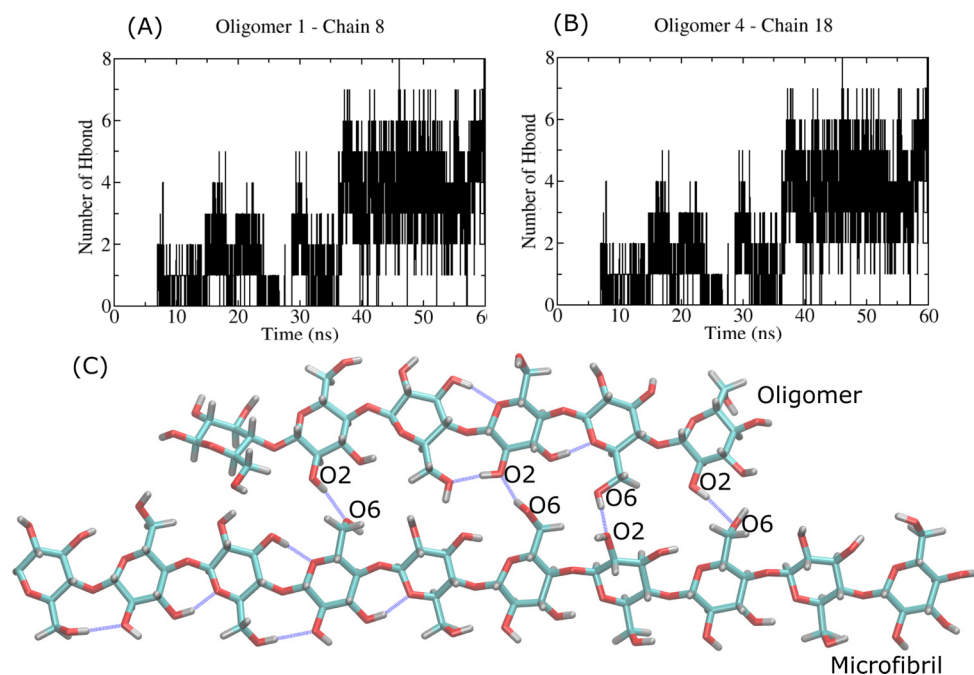 (A) Oligomer 1 - Chain 8
Number of Hbond
8
6
4
2
0
0 10 20 30 40 50 60
Time (ns)
(B) Oligomer 4 - Chain 18
Number of Hbond
8
6
4
2
0
0 10 20 30 40 50 60
Time (ns)
(C)
Oligomer
O2 O2 O6 O2
O6 O6 O2 O6
Microfibril